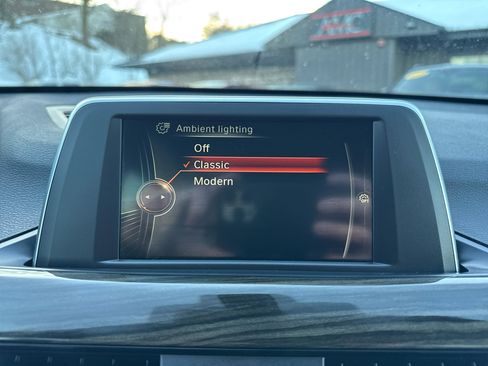 Ambient lighting
Off
Classic
Modern